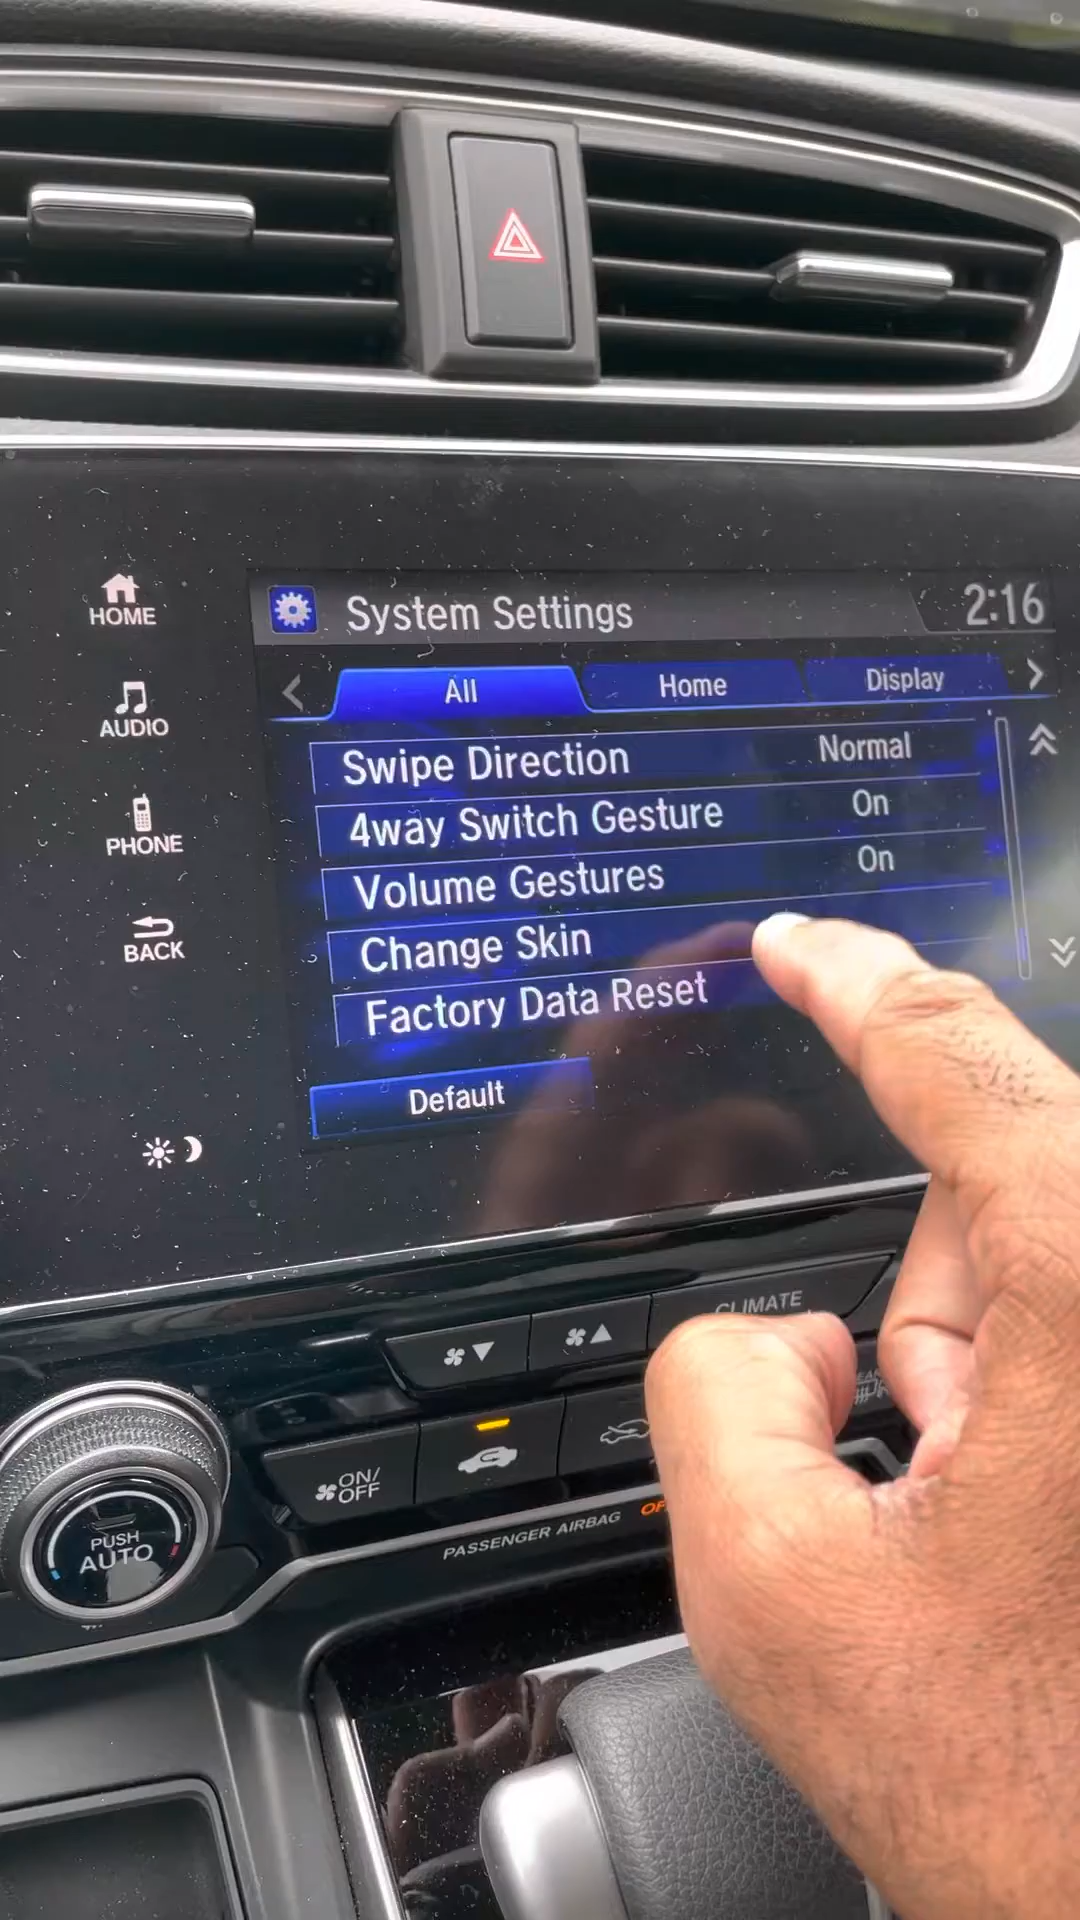 HOME
AUDIO
PHONE
BACK
System Settings
2:16
All
Home
Display
Swipe Direction
Normal
4way Switch Gesture
On
Volume Gestures
On
Change Skin
Factory Data Reset
Default
CLIMATE
ON/
OFF
PUSH
AUTO
PASSENGER AIRBAG